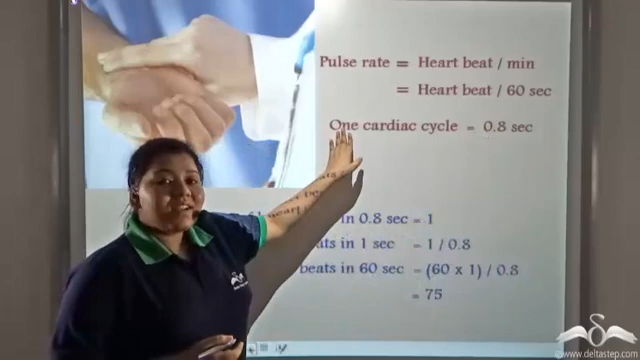 Pulse rate = Heart beat / min
= Heart beat / 60 sec
One cardiac cycle = 0.8 sec
in 0.8 sec = 1
in 1 sec = 1 / 0.8
beats in 60 sec = (60 x 1) / 0.8
= 75
©www.deltastep.com